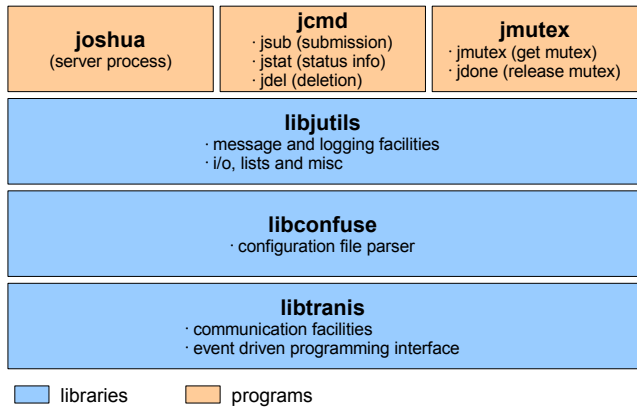 joshua
(server process)
jcmd
· jsub (submission)
· jstat (status info)
· jdel (deletion)
jmutex
· jmutex (get mutex)
· jdone (release mutex)
libjutils
· message and logging facilities
· i/o, lists and misc
libconfuse
· configuration file parser
libtranis
· communication facilities
· event driven programming interface
libraries
programs